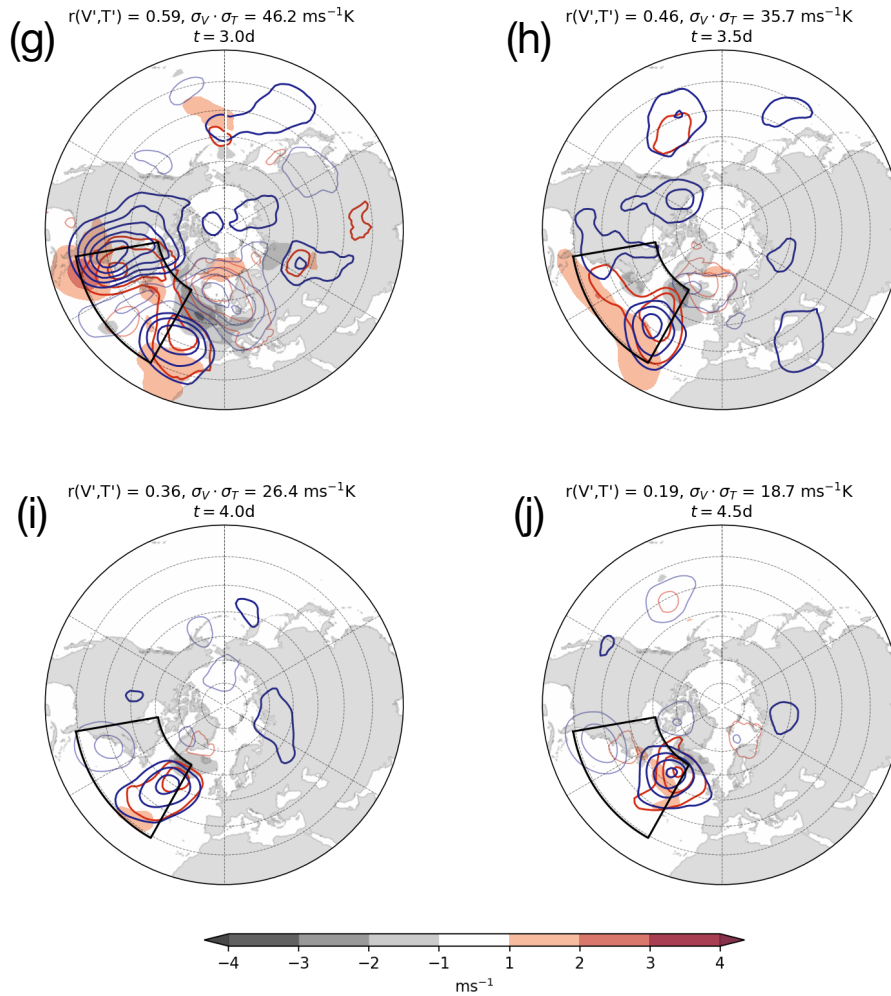 (g)
r(V',T') = 0.59, σ_V · σ_T = 46.2 ms⁻¹K
t = 3.0d
(h)
r(V',T') = 0.46, σ_V · σ_T = 35.7 ms⁻¹K
t = 3.5d
(i)
r(V',T') = 0.36, σ_V · σ_T = 26.4 ms⁻¹K
t = 4.0d
(j)
r(V',T') = 0.19, σ_V · σ_T = 18.7 ms⁻¹K
t = 4.5d
−4 −3 −2 −1 1 2 3 4
ms⁻¹